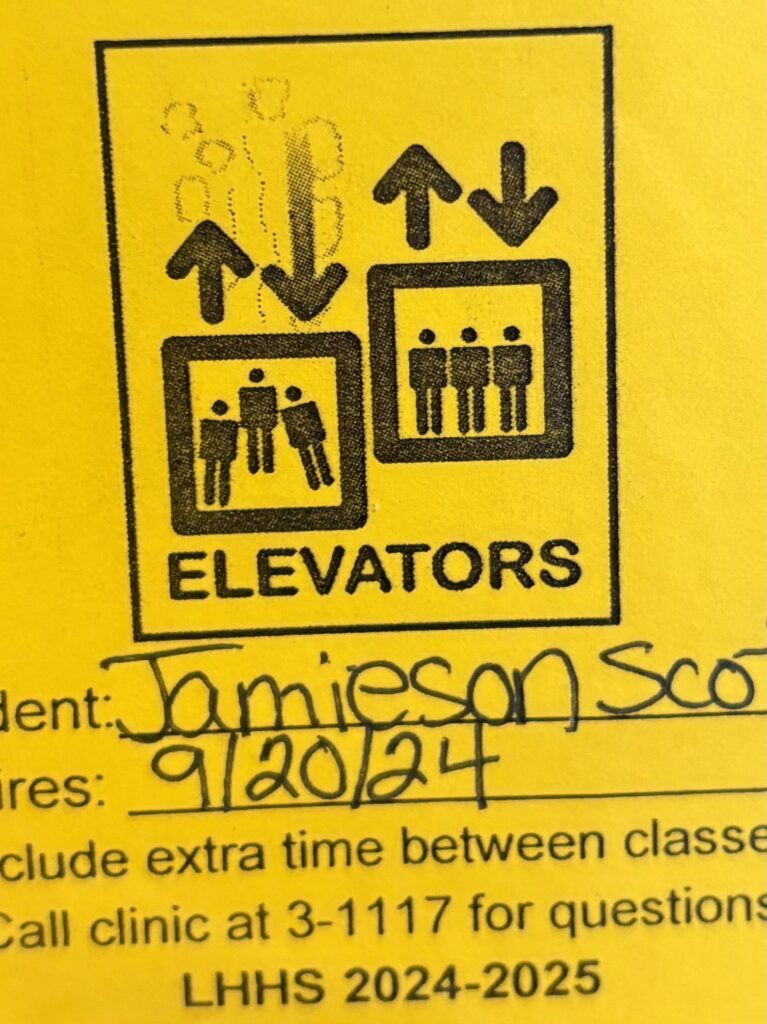 ELEVATORS
dent: Jamieson Sco
ires: 9/20/24
clude extra time between classe
Call clinic at 3-1117 for questions
LHHS 2024-2025